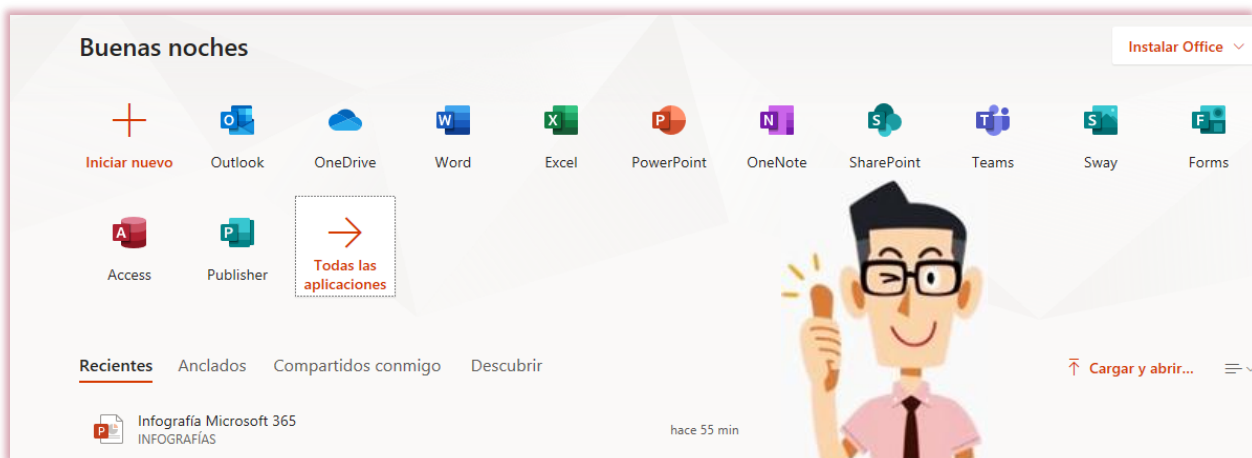 Buenas noches
Instalar Office
Iniciar nuevo
Outlook
OneDrive
Word
Excel
PowerPoint
OneNote
SharePoint
Teams
Sway
Forms
Access
Publisher
Todas las
aplicaciones
Recientes
Anclados
Compartidos conmigo
Descubrir
Cargar y abrir...
Infografía Microsoft 365
INFOGRAFÍAS
hace 55 min